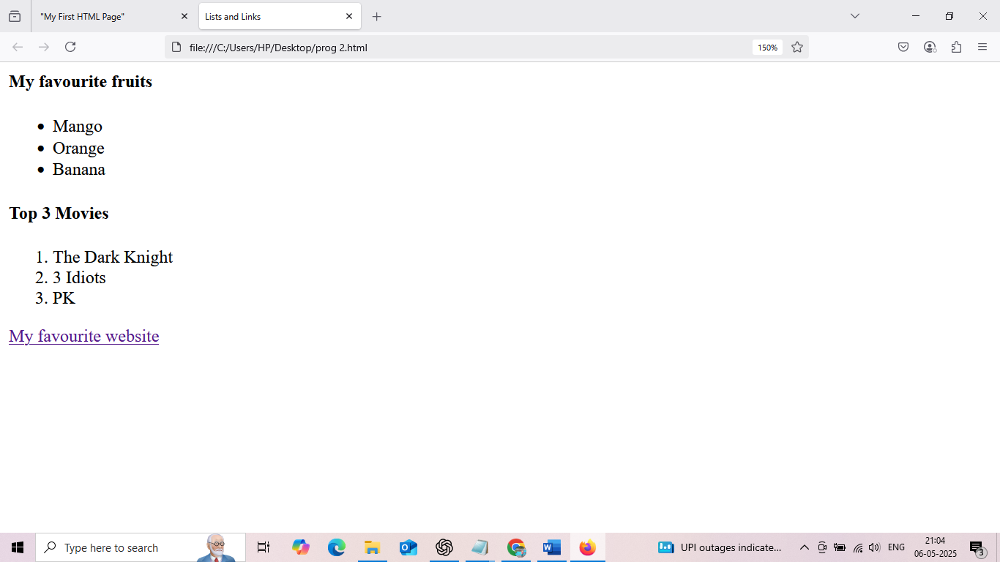 "My First HTML Page"
Lists and Links
file:///C:/Users/HP/Desktop/prog 2.html
150%
My favourite fruits
• Mango
• Orange
• Banana
Top 3 Movies
1. The Dark Knight
2. 3 Idiots
3. PK
My favourite website
Type here to search
UPI outages indicate...
ENG
21:04
06-05-2025
3